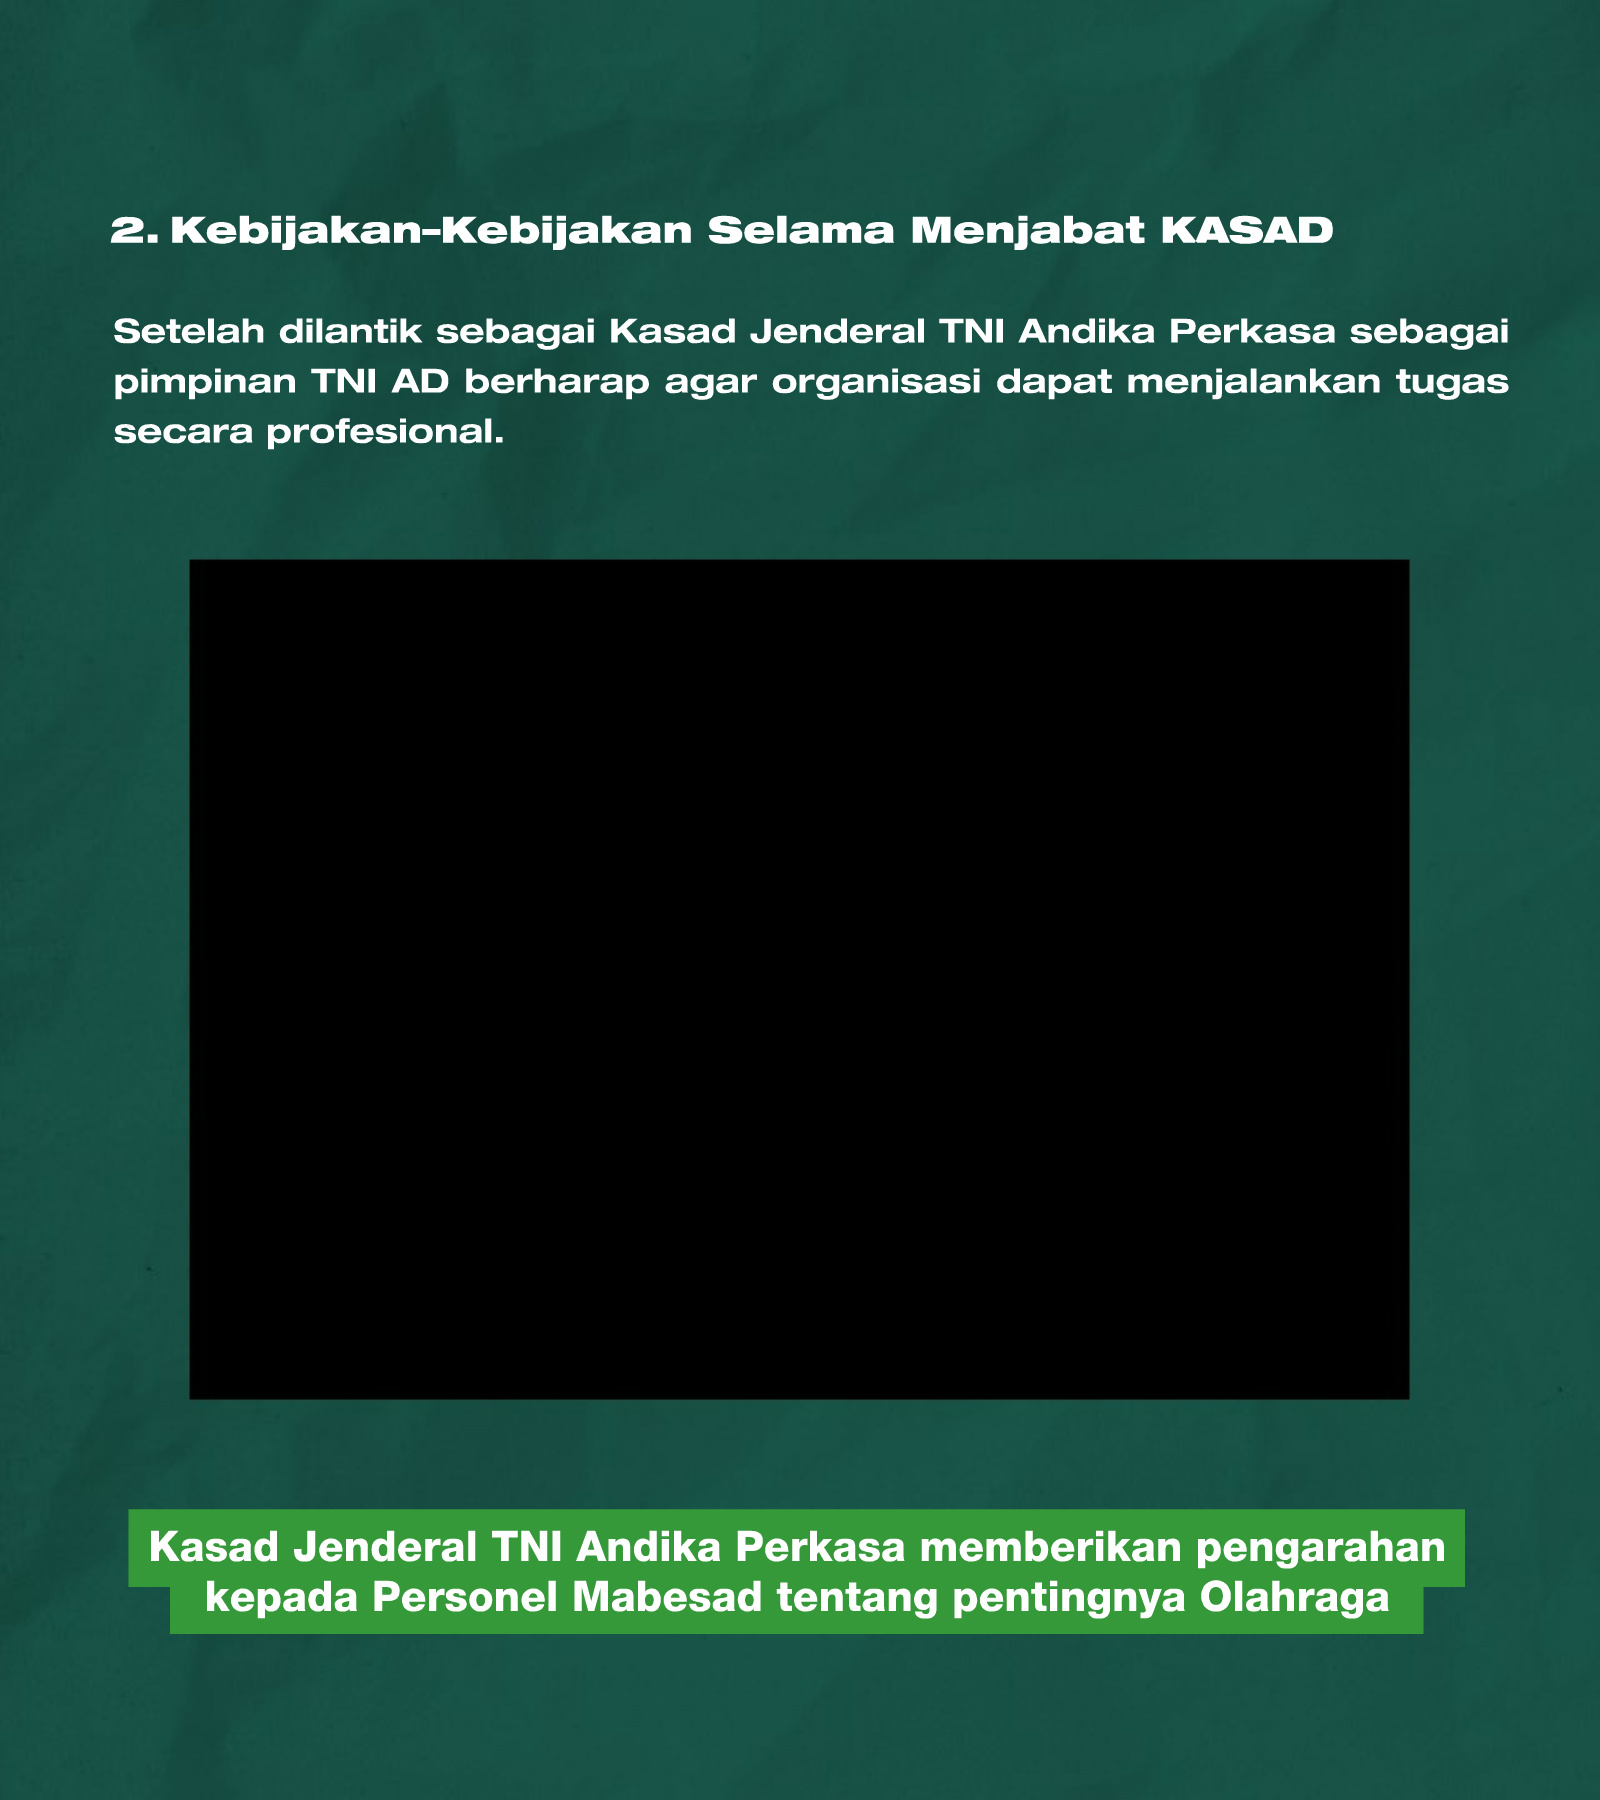 2. Kebijakan-Kebijakan Selama Menjabat KASAD
Setelah dilantik sebagai Kasad Jenderal TNI Andika Perkasa sebagai
pimpinan TNI AD berharap agar organisasi dapat menjalankan tugas
secara profesional.
Kasad Jenderal TNI Andika Perkasa memberikan pengarahan
kepada Personel Mabesad tentang pentingnya Olahraga